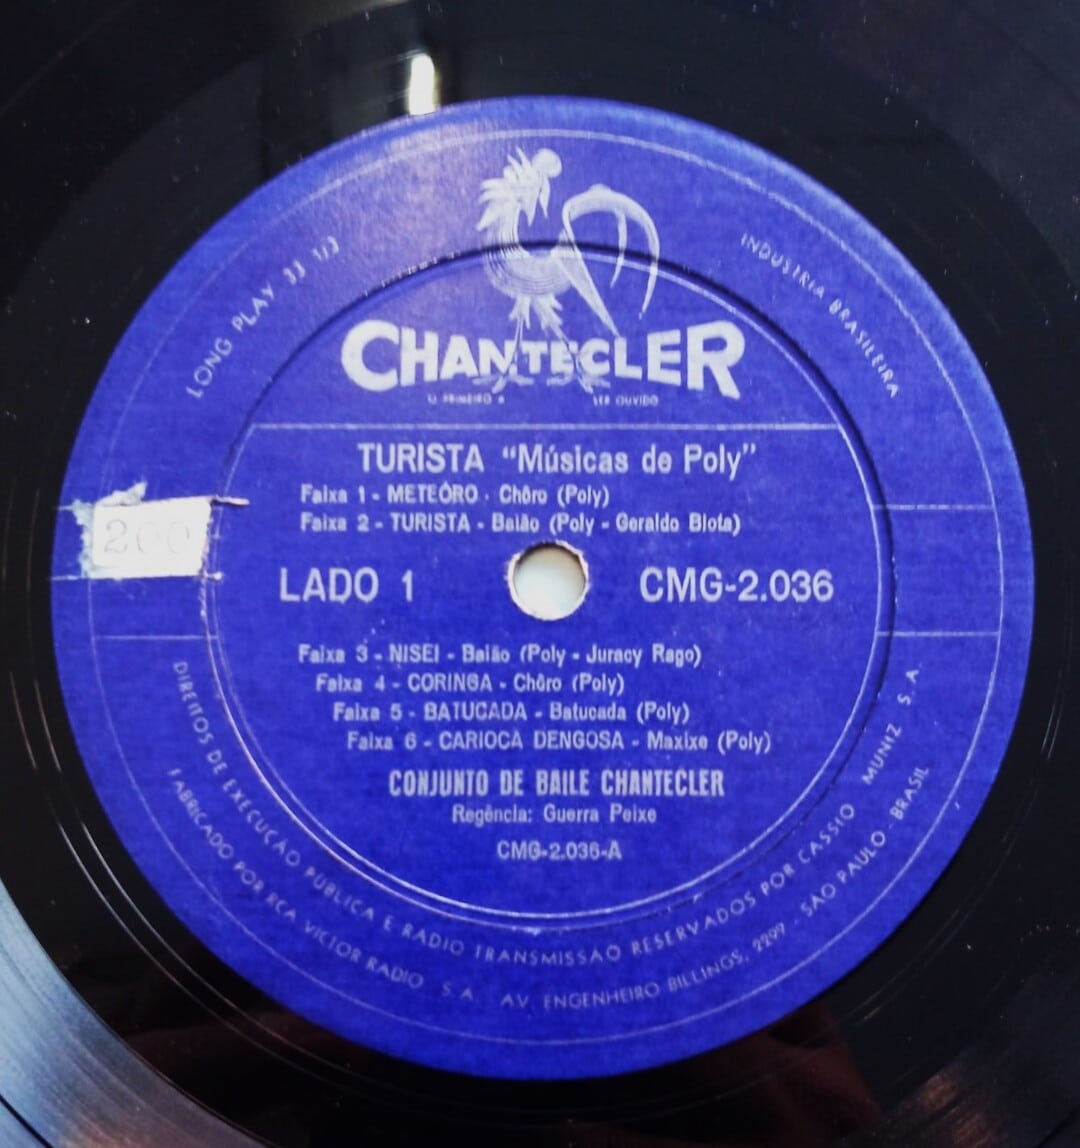 LONG PLAY 33 1/3
INDUSTRIA BRASILEIRA
CHANTECLER
O PRIMEIRO A SER OUVIDO
TURISTA "Músicas de Poly"
Faixa 1 - METEÓRO - Chôro (Poly)
Faixa 2 - TURISTA - Baião (Poly - Geraldo Blota)
200
LADO 1 CMG-2.036
Faixa 3 - NISEI - Baião (Poly - Juracy Rago)
Faixa 4 - CORINGA - Chôro (Poly)
Faixa 5 - BATUCADA - Batucada (Poly)
Faixa 6 - CARIOCA DENGOSA - Maxixe (Poly)
CONJUNTO DE BAILE CHANTECLER
Regência: Guerra Peixe
CMG-2.036-A
DIREITOS DE EXECUÇÃO PÚBLICA E RADIO TRANSMISSÃO RESERVADOS POR CASSIO MUNIZ S. A
FABRICADO POR RCA VICTOR RADIO S.A. AV. ENGENHEIRO BILLINGS, 2299 - SÃO PAULO - BRASIL